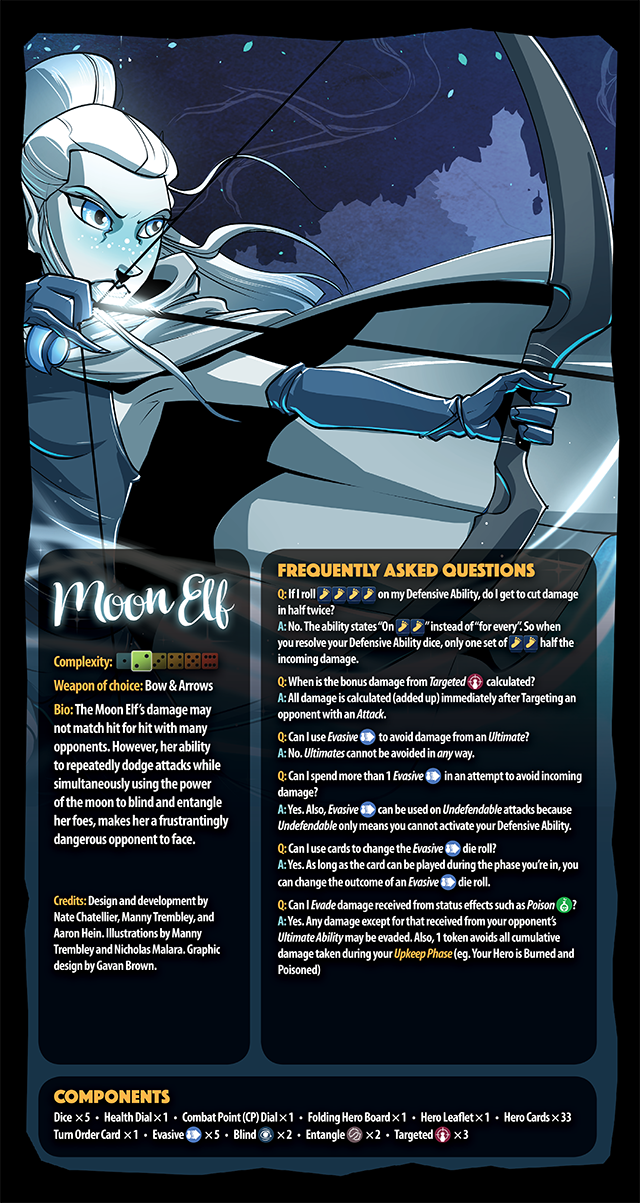 Moon Elf
Complexity:
Weapon of choice: Bow & Arrows
Bio: The Moon Elf's damage may
not match hit for hit with many
opponents. However, her ability
to repeatedly dodge attacks while
simultaneously using the power
of the moon to blind and entangle
her foes, makes her a frustrantingly
dangerous opponent to face.
Credits: Design and development by
Nate Chatellier, Manny Trembley, and
Aaron Hein. Illustrations by Manny
Trembley and Nicholas Malara. Graphic
design by Gavan Brown.
FREQUENTLY ASKED QUESTIONS
Q: If I roll on my Defensive Ability, do I get to cut damage
in half twice?
A: No. The ability states "On" instead of "for every". So when
you resolve your Defensive Ability dice, only one set of half the
incoming damage.
Q: When is the bonus damage from Targeted calculated?
A: All damage is calculated (added up) immediately after Targeting an
opponent with an Attack.
Q: Can I use Evasive to avoid damage from an Ultimate?
A: No. Ultimates cannot be avoided in any way.
Q: Can I spend more than 1 Evasive in an attempt to avoid incoming
damage?
A: Yes. Also, Evasive can be used on Undefendable attacks because
Undefendable only means you cannot activate your Defensive Ability.
Q: Can I use cards to change the Evasive die roll?
A: Yes. As long as the card can be played during the phase you're in, you
can change the outcome of an Evasive die roll.
Q: Can I Evade damage received from status effects such as Poison ?
A: Yes. Any damage except for that received from your opponent's
Ultimate Ability may be evaded. Also, 1 token avoids all cumulative
damage taken during your Upkeep Phase (eg. Your Hero is Burned and
Poisoned)
COMPONENTS
Dice ×5 • Health Dial ×1 • Combat Point (CP) Dial ×1 • Folding Hero Board ×1 • Hero Leaflet ×1 • Hero Cards ×33
Turn Order Card ×1 • Evasive ×5 • Blind ×2 • Entangle ×2 • Targeted ×3